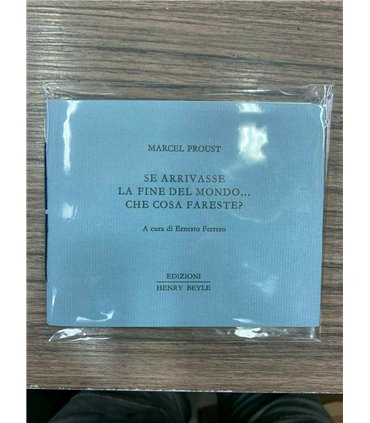 MARCEL PROUST
SE ARRIVASSE
LA FINE DEL MONDO...
CHE COSA FARESTE?
A cura di Ernesto Ferrero
EDIZIONI
HENRY BEYLE